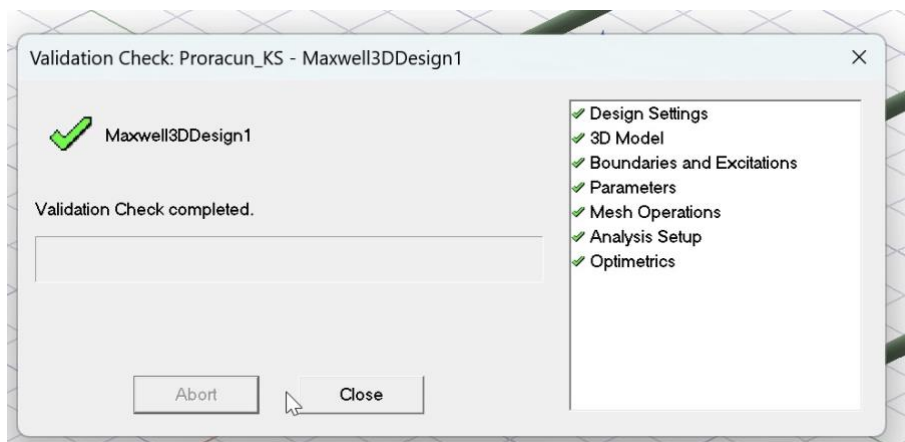 Validation Check: Proracun_KS - Maxwell3DDesign1
Maxwell3DDesign1
Validation Check completed.
Design Settings
3D Model
Boundaries and Excitations
Parameters
Mesh Operations
Analysis Setup
Optimetrics
Abort
Close